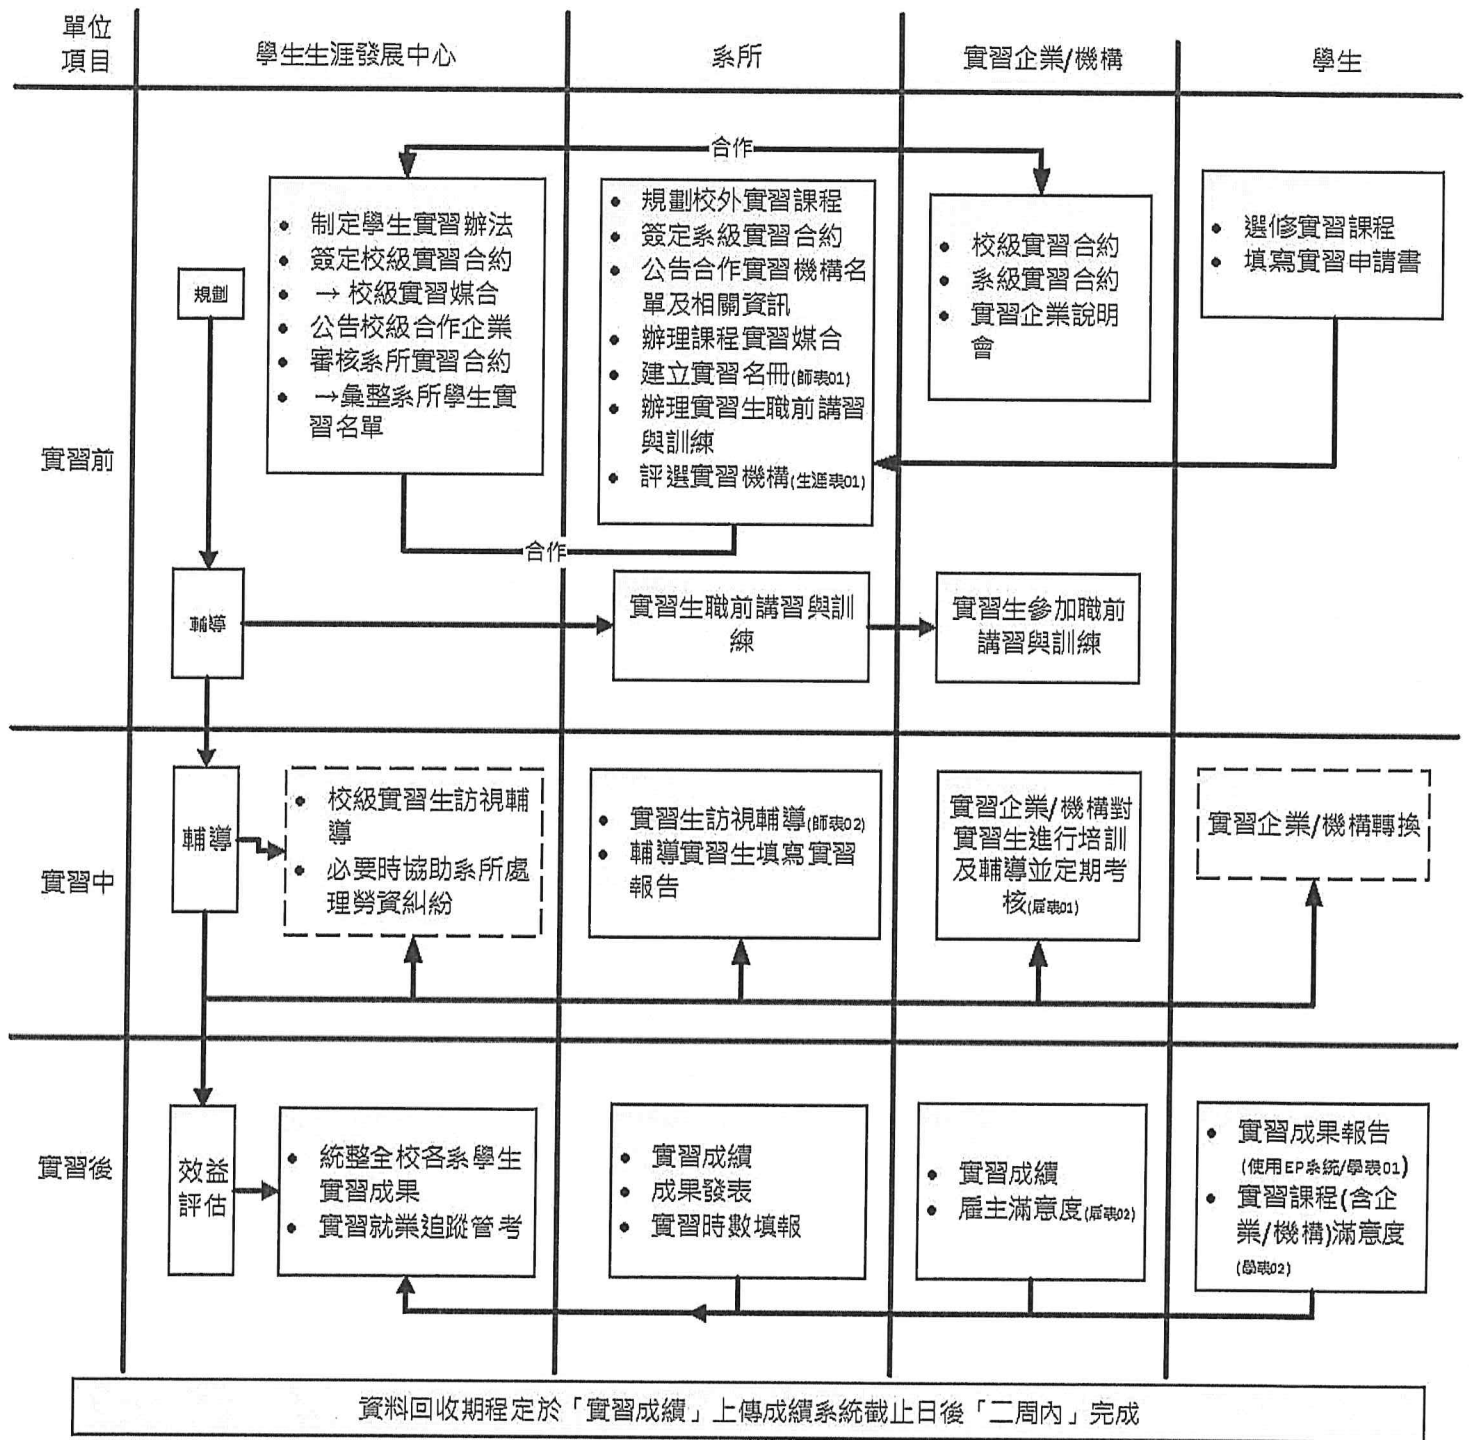 單位
項目
學生生涯發展中心
系所
實習企業/機構
學生
實習前
規劃
合作
• 制定學生實習辦法
• 簽定校級實習合約
• →校級實習媒合
• 公告校級合作企業
• 審核系所實習合約
• →彙整系所學生實
習名單
• 規劃校外實習課程
• 簽定系級實習合約
• 公告合作實習機構名
單及相關資訊
• 辦理課程實習媒合
• 建立實習名冊(師表01)
• 辦理實習生職前講習
與訓練
• 評選實習機構(生涯表01)
• 校級實習合約
• 系級實習合約
• 實習企業說明
會
• 選修實習課程
• 填寫實習申請書
合作
輔導
實習生職前講習與訓
練
實習生參加職前
講習與訓練
實習中
輔導
• 校級實習生訪視輔
導
• 必要時協助系所處
理勞資糾紛
• 實習生訪視輔導(師表02)
• 輔導實習生填寫實習
報告
實習企業/機構對
實習生進行培訓
及輔導並定期考
核(雇表01)
實習企業/機構轉換
實習後
效益
評估
• 統整全校各系學生
實習成果
• 實習就業追蹤管考
• 實習成績
• 成果發表
• 實習時數填報
• 實習成績
• 雇主滿意度(雇表02)
• 實習成果報告
(使用EP系統/學表01)
• 實習課程(含企
業/機構)滿意度
(學表02)
資料回收期程定於「實習成績」上傳成績系統截止日後「二周內」完成